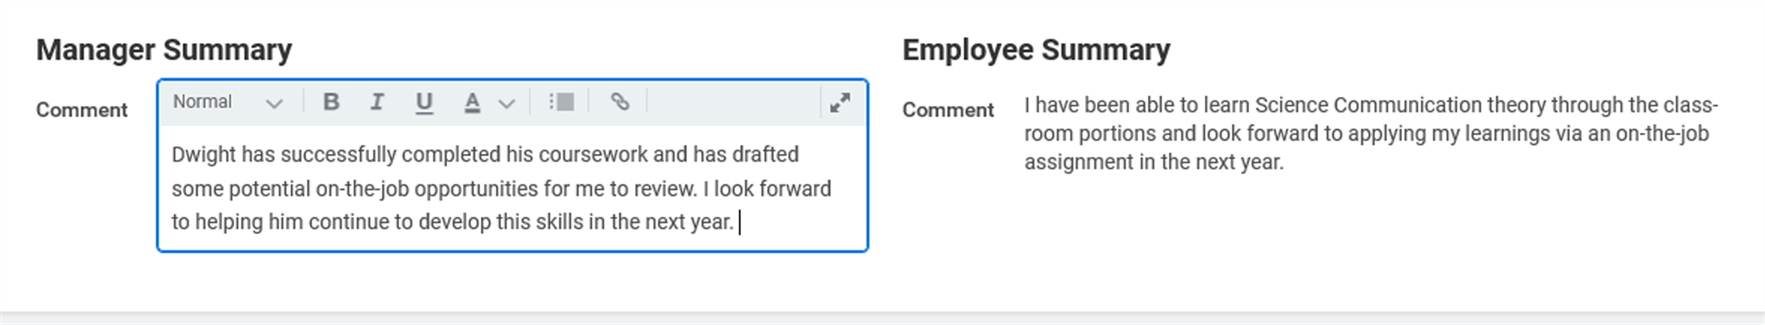 Manager Summary
Comment
Normal B I U A
Dwight has successfully completed his coursework and has drafted
some potential on-the-job opportunities for me to review. I look forward
to helping him continue to develop this skills in the next year.
Employee Summary
Comment
I have been able to learn Science Communication theory through the class-
room portions and look forward to applying my learnings via an on-the-job
assignment in the next year.